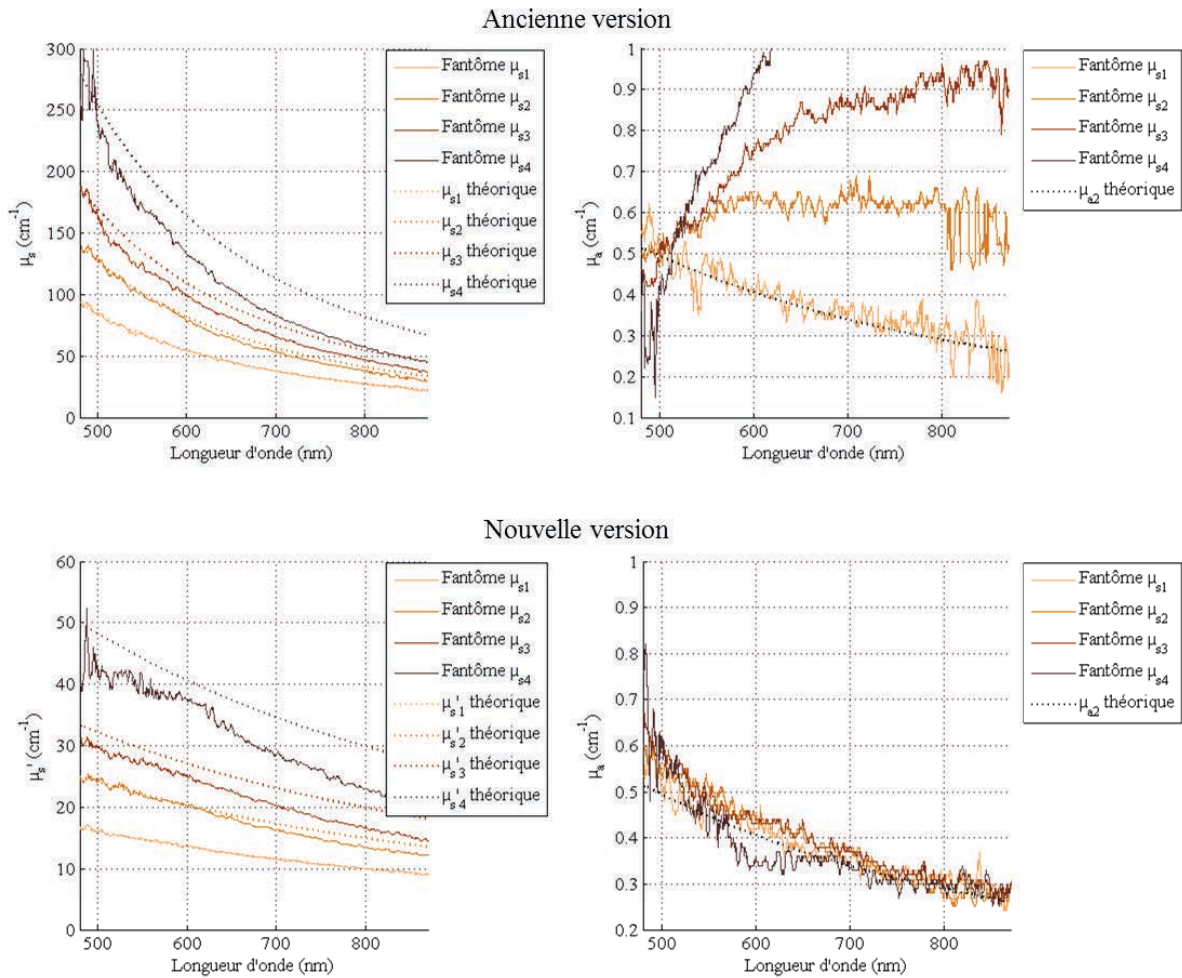 Ancienne version
300
250
200
150
100
50
0
μs (cm-1)
500 600 700 800
Longueur d'onde (nm)
Fantôme μs1
Fantôme μs2
Fantôme μs3
Fantôme μs4
μs1 théorique
μs2 théorique
μs3 théorique
μs4 théorique
1
0.9
0.8
0.7
0.6
0.5
0.4
0.3
0.2
0.1
μa (cm-1)
500 600 700 800
Longueur d'onde (nm)
Fantôme μs1
Fantôme μs2
Fantôme μs3
Fantôme μs4
μa2 théorique
Nouvelle version
60
50
40
30
20
10
0
μs' (cm-1)
500 600 700 800
Longueur d'onde (nm)
Fantôme μs1
Fantôme μs2
Fantôme μs3
Fantôme μs4
μs'1 théorique
μs'2 théorique
μs'3 théorique
μs'4 théorique
1
0.9
0.8
0.7
0.6
0.5
0.4
0.3
0.2
μa (cm-1)
500 600 700 800
Longueur d'onde (nm)
Fantôme μs1
Fantôme μs2
Fantôme μs3
Fantôme μs4
μa2 théorique